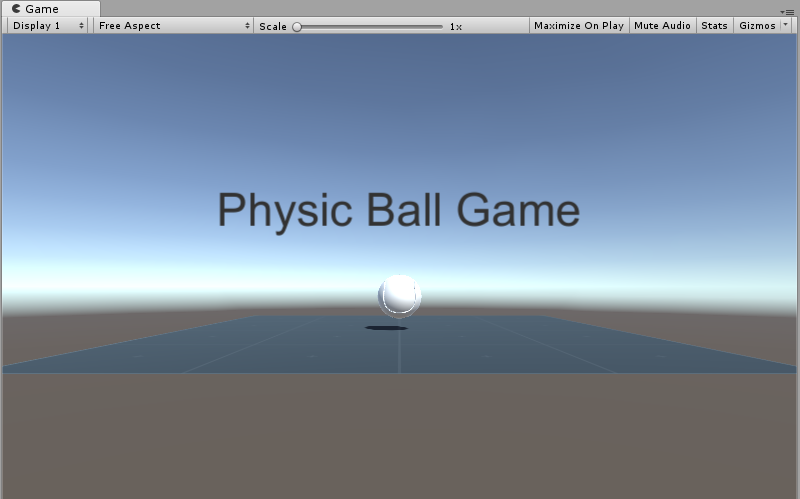 Game
Display 1 Free Aspect Scale 1x Maximize On Play Mute Audio Stats Gizmos
Physic Ball Game